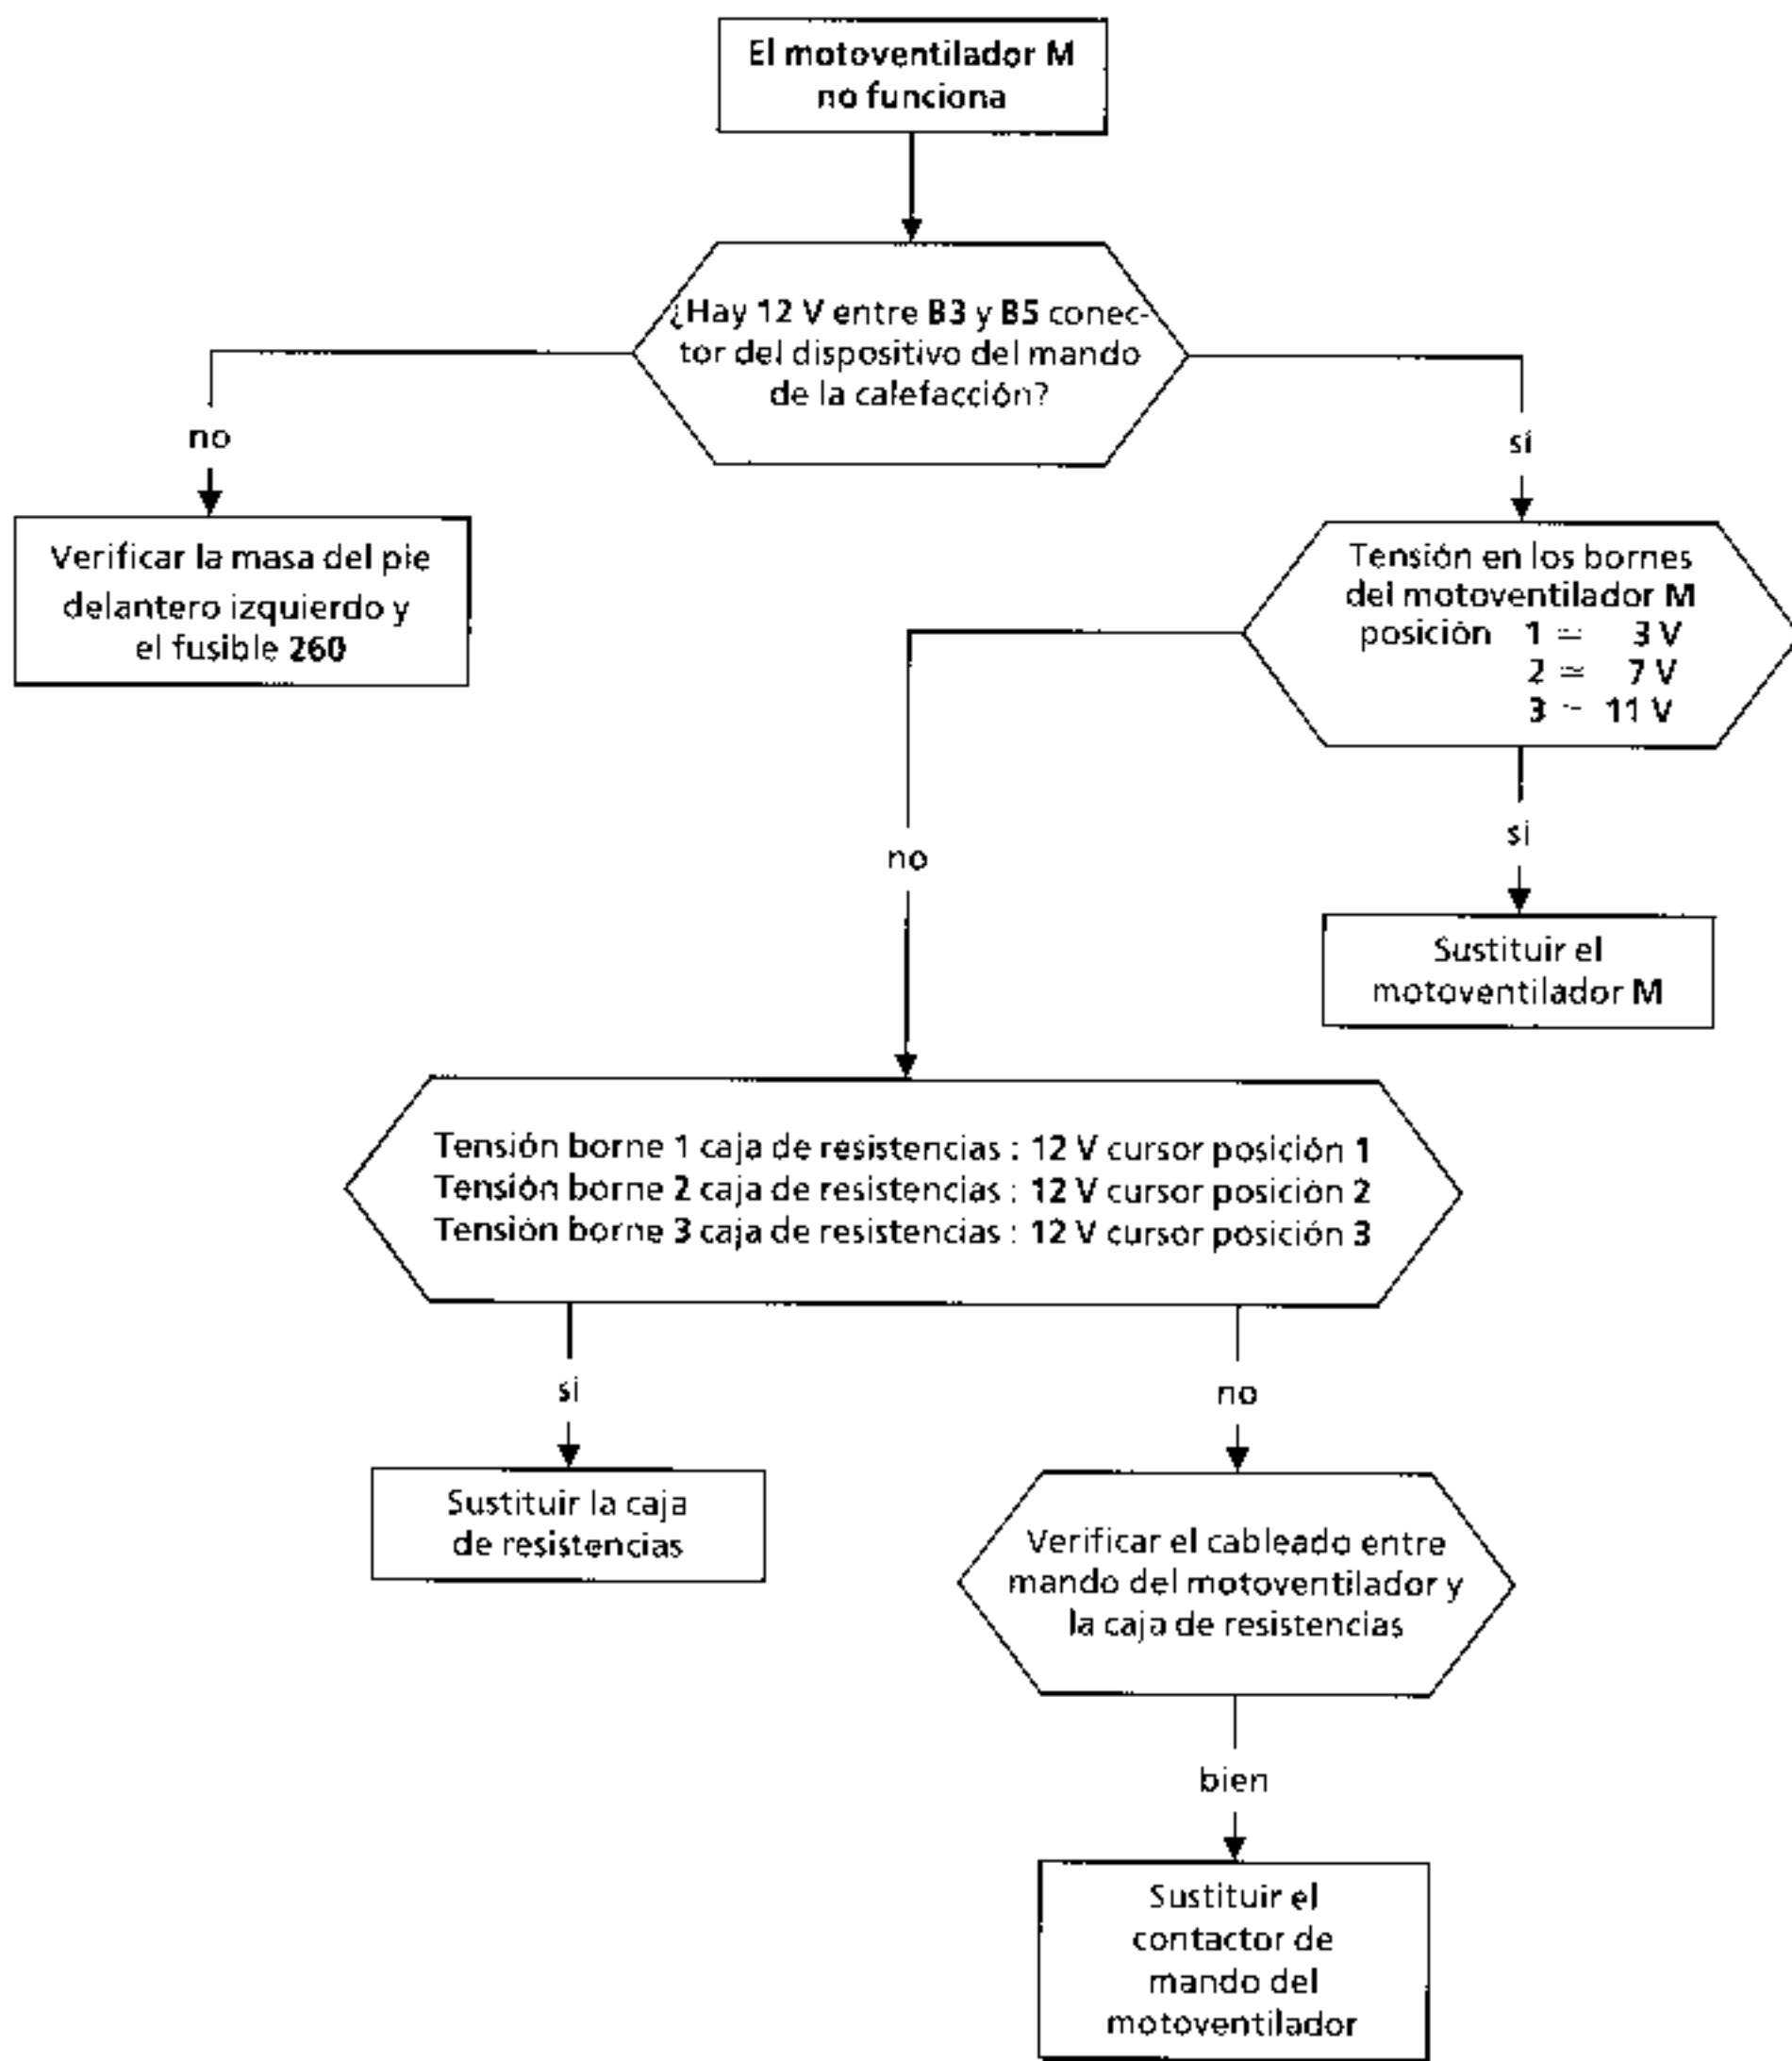 El motoventilador M
no funciona
¿Hay 12 V entre B3 y B5 conec-
tor del dispositivo del mando
de la calefacción?
no
sí
Verificar la masa del pie
delantero izquierdo y
el fusible 260
Tensión en los bornes
del motoventilador M
posición 1 = 3 V
2 = 7 V
3 = 11 V
no
si
Sustituir el
motoventilador M
Tensión borne 1 caja de resistencias : 12 V cursor posición 1
Tensión borne 2 caja de resistencias : 12 V cursor posición 2
Tensión borne 3 caja de resistencias : 12 V cursor posición 3
si
no
Sustituir la caja
de resistencias
Verificar el cableado entre
mando del motoventilador y
la caja de resistencias
bien
Sustituir el
contactor de
mando del
motoventilador